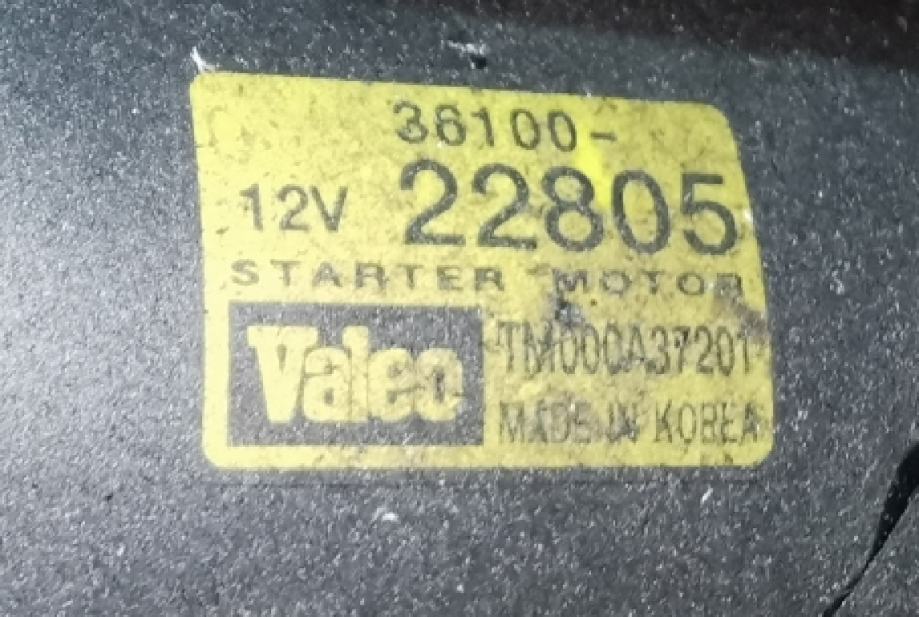 36100-
12V 22805
STARTER MOTOR
Valeo
TM000A37201
MADE IN KOREA